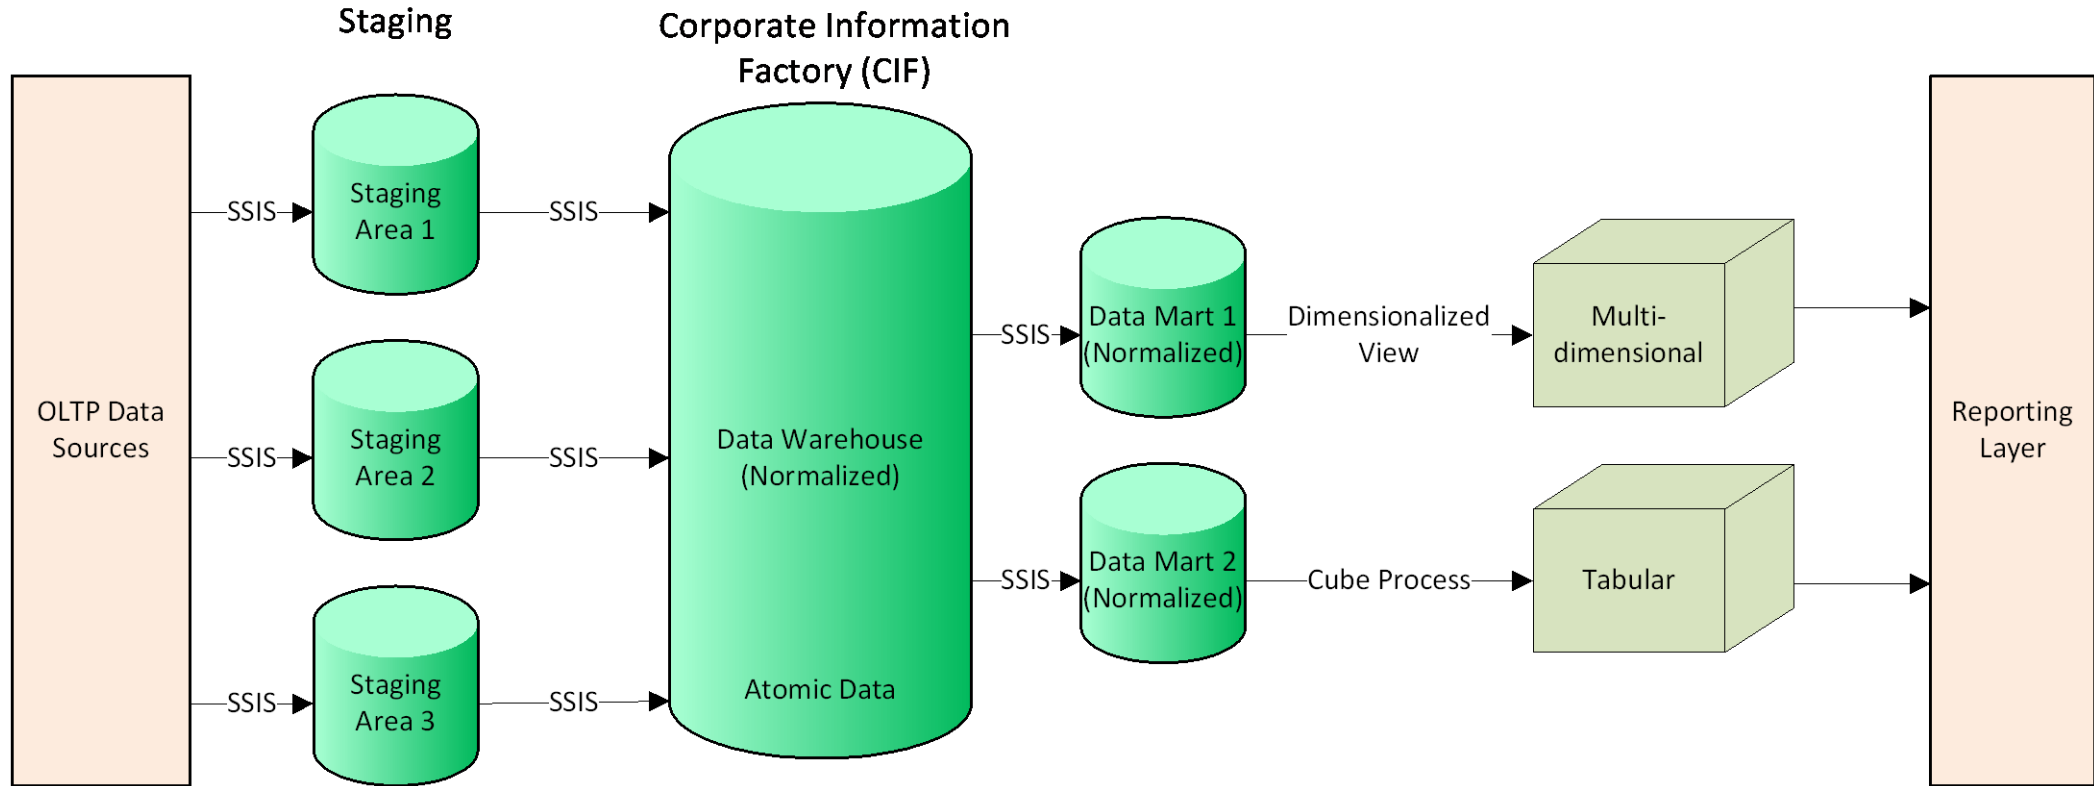 Staging
Corporate Information
Factory (CIF)
OLTP Data
Sources
SSIS
SSIS
SSIS
Staging
Area 1
Staging
Area 2
Staging
Area 3
SSIS
SSIS
SSIS
Data Warehouse
(Normalized)
Atomic Data
SSIS
SSIS
Data Mart 1
(Normalized)
Data Mart 2
(Normalized)
Dimensionalized
View
Cube Process
Multi-
dimensional
Tabular
Reporting
Layer